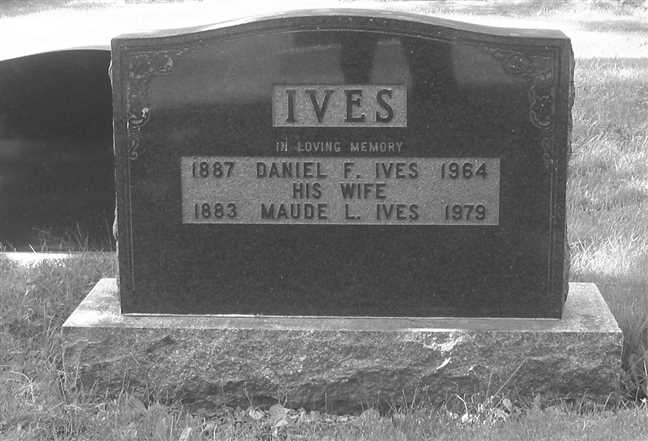 IVES
IN LOVING MEMORY
1887 DANIEL F. IVES 1964
HIS WIFE
1883 MAUDE L. IVES 1979